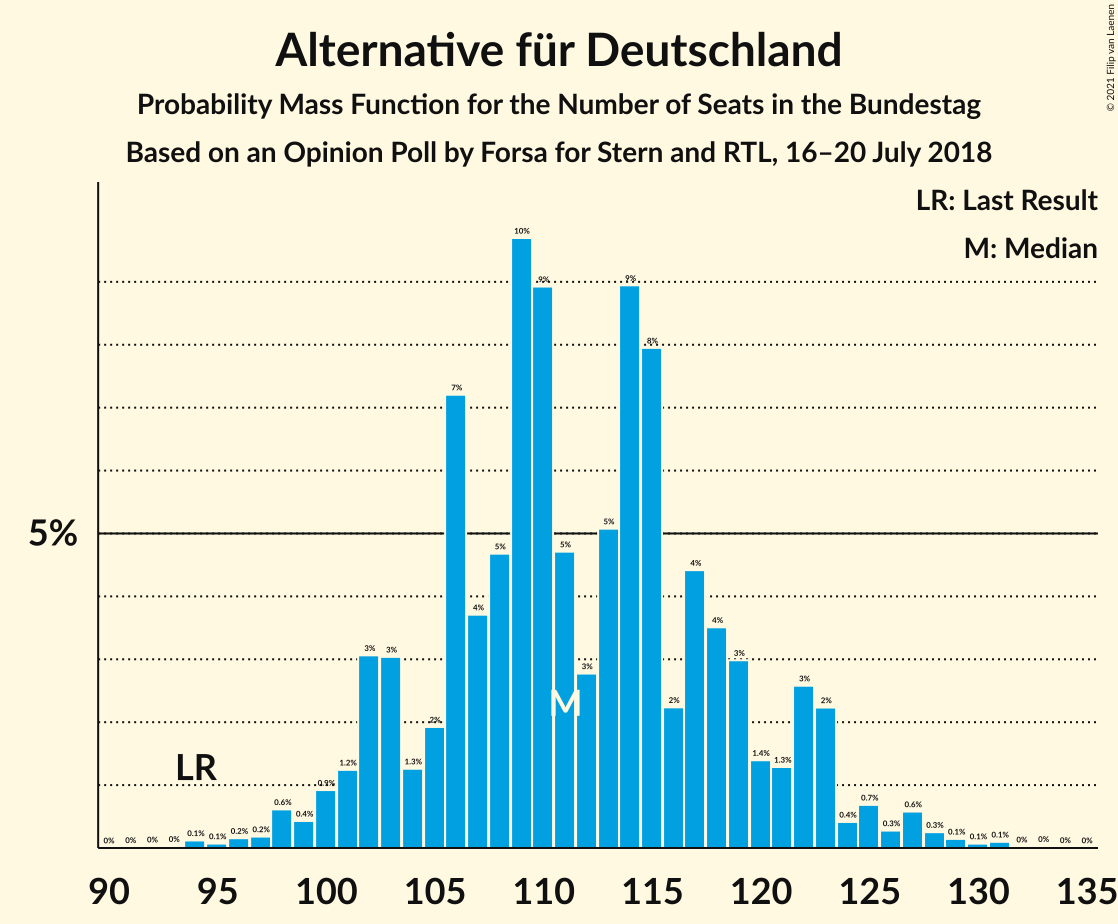 Alternative für Deutschland
Probability Mass Function for the Number of Seats in the Bundestag
Based on an Opinion Poll by Forsa for Stern and RTL, 16–20 July 2018
© 2021 Filip van Laenen
LR: Last Result
M: Median
5%
0% 0% 0% 0% 0.1% 0.1% 0.2% 0.2% 0.6% 0.4% 0.9% 1.2% 3% 3% 1.3% 2% 7% 4% 5% 10% 9% 5% 3% 5% 9% 8% 2% 4% 4% 3% 1.4% 1.3% 3% 2% 0.4% 0.7% 0.3% 0.6% 0.3% 0.1% 0.1% 0.1% 0% 0% 0% 0%
LR
M
90 95 100 105 110 115 120 125 130 135